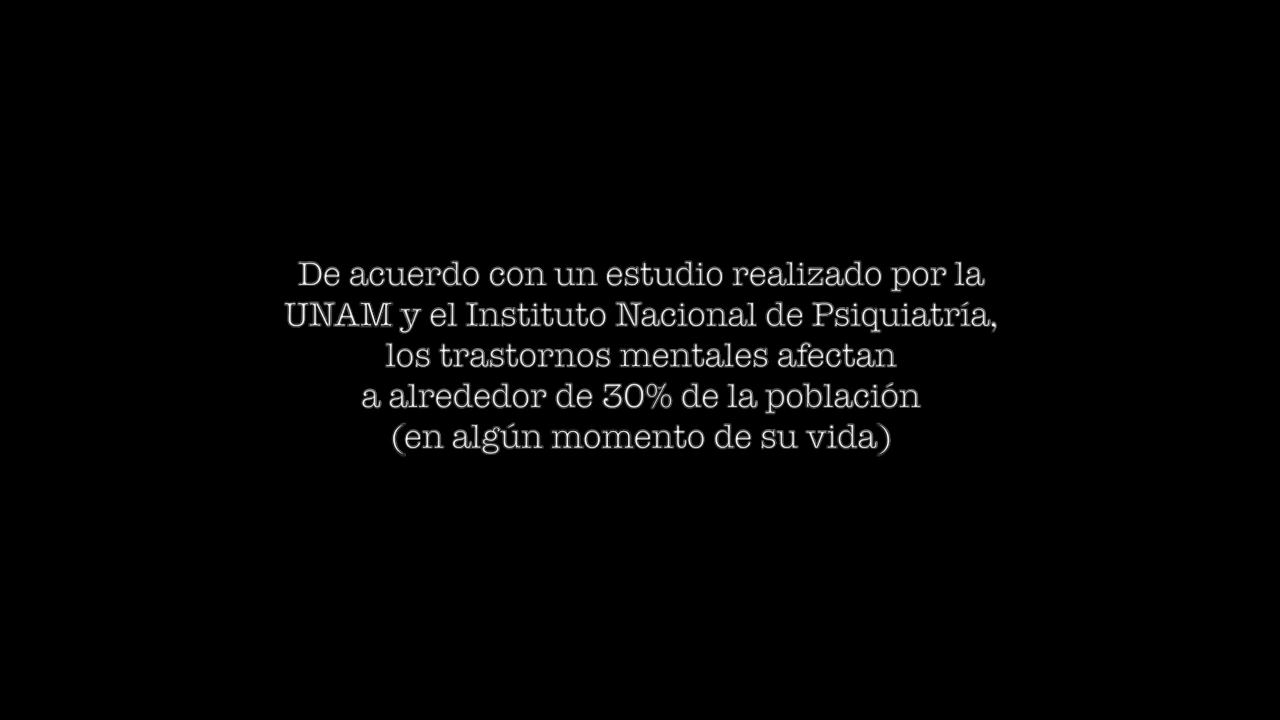 De acuerdo con un estudio realizado por la
UNAM y el Instituto Nacional de Psiquiatría,
los trastornos mentales afectan
a alrededor de 30% de la población
(en algún momento de su vida)